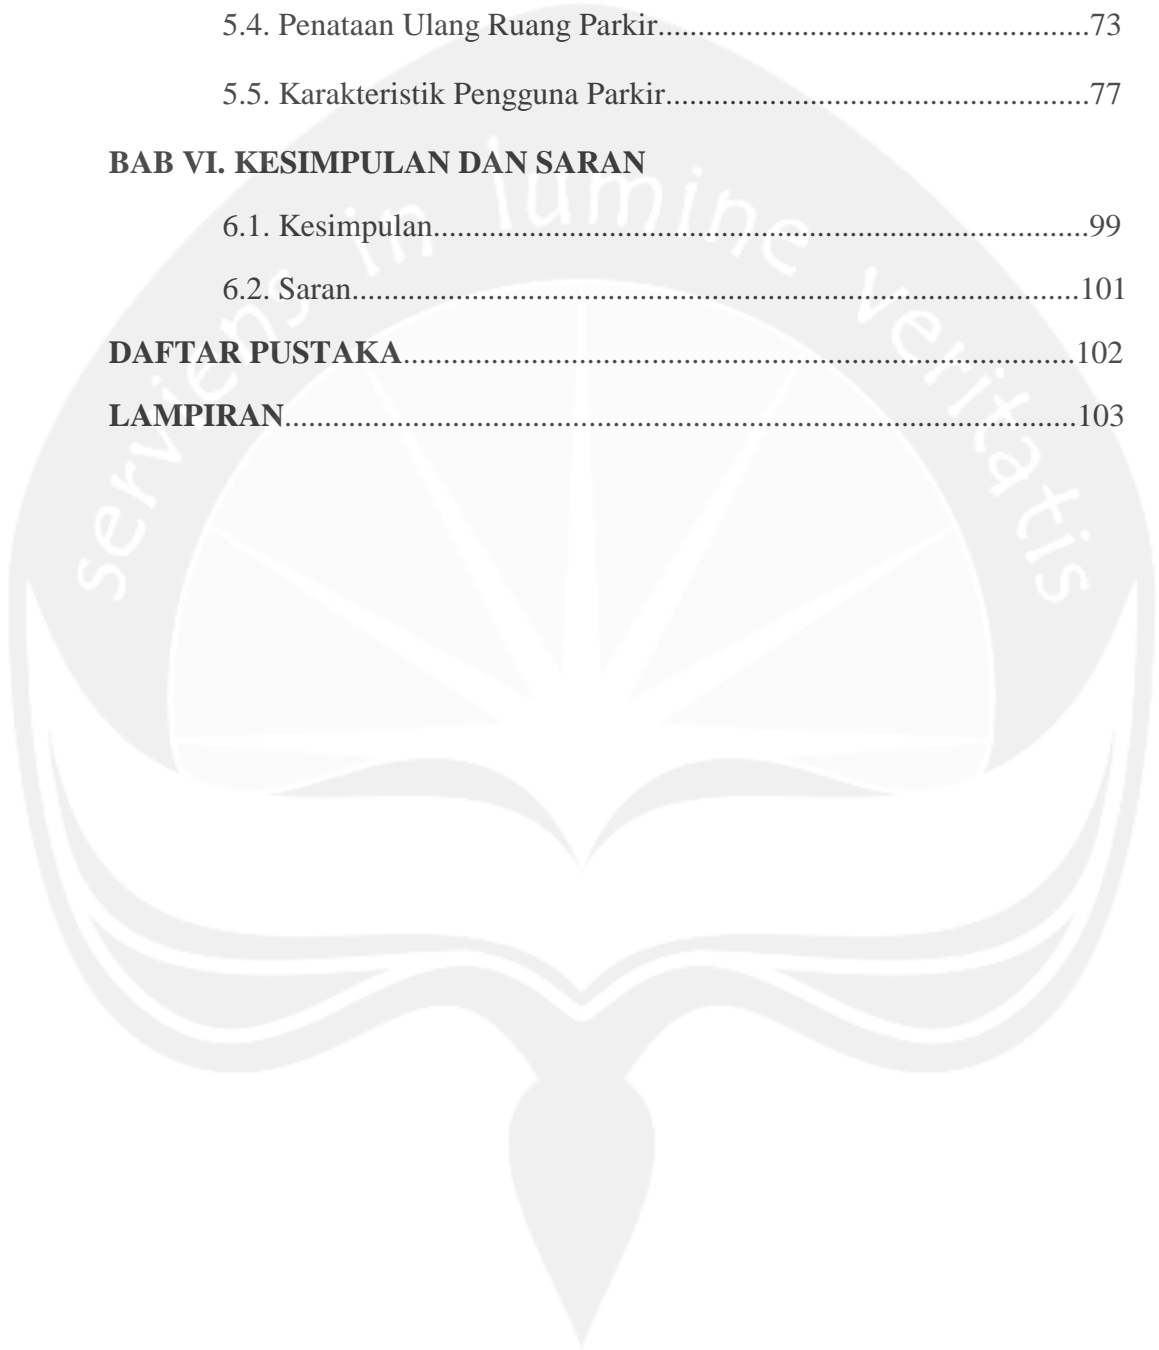 5.4. Penataan Ulang Ruang Parkir......................................................73
5.5. Karakteristik Pengguna Parkir.....................................................77
BAB VI. KESIMPULAN DAN SARAN
6.1. Kesimpulan..................................................................................99
6.2. Saran...........................................................................................101
DAFTAR PUSTAKA....................................................................................102
LAMPIRAN...................................................................................................103
serviens in lumine veritatis